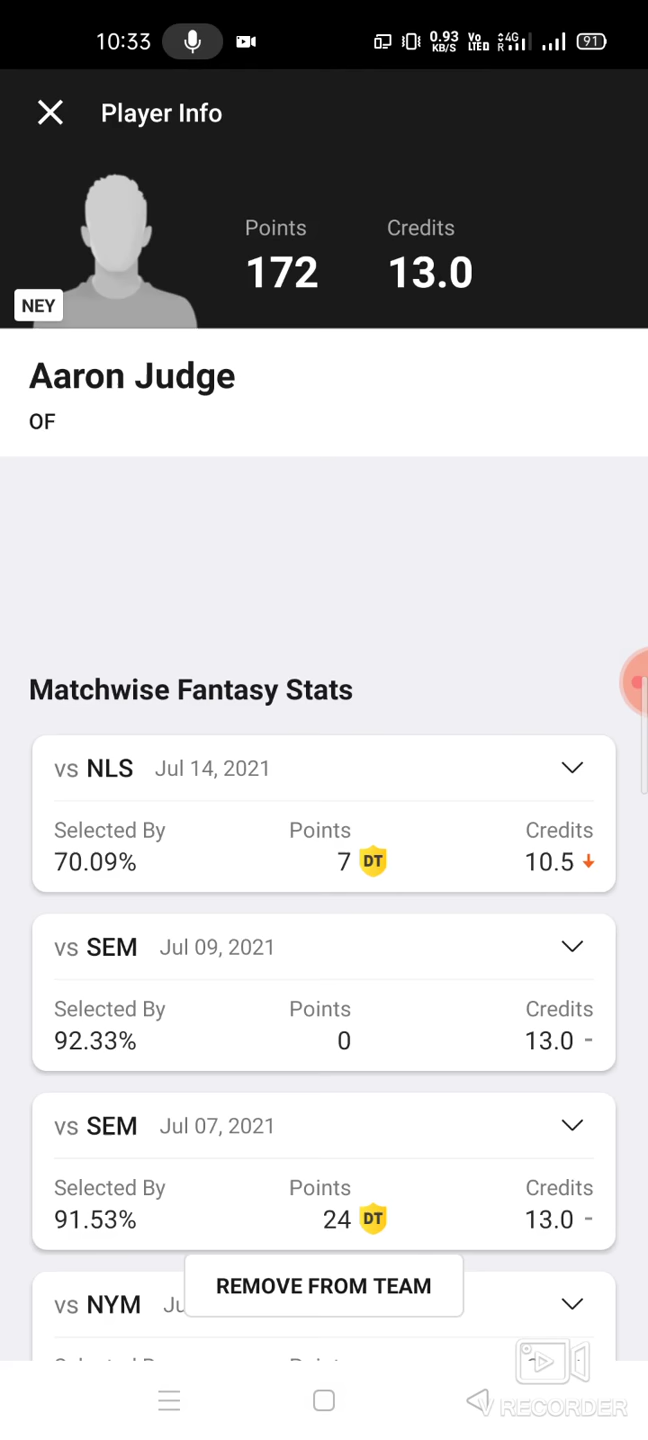 10:33 0.93 KB/S Vo LTED 4G R 91
Player Info
Points Credits
172 13.0
NEY
Aaron Judge
OF
Matchwise Fantasy Stats
vs NLS Jul 14, 2021
Selected By Points Credits
70.09% 7 DT 10.5
vs SEM Jul 09, 2021
Selected By Points Credits
92.33% 0 13.0 -
vs SEM Jul 07, 2021
Selected By Points Credits
91.53% 24 DT 13.0 -
REMOVE FROM TEAM
vs NYM
V RECORDER